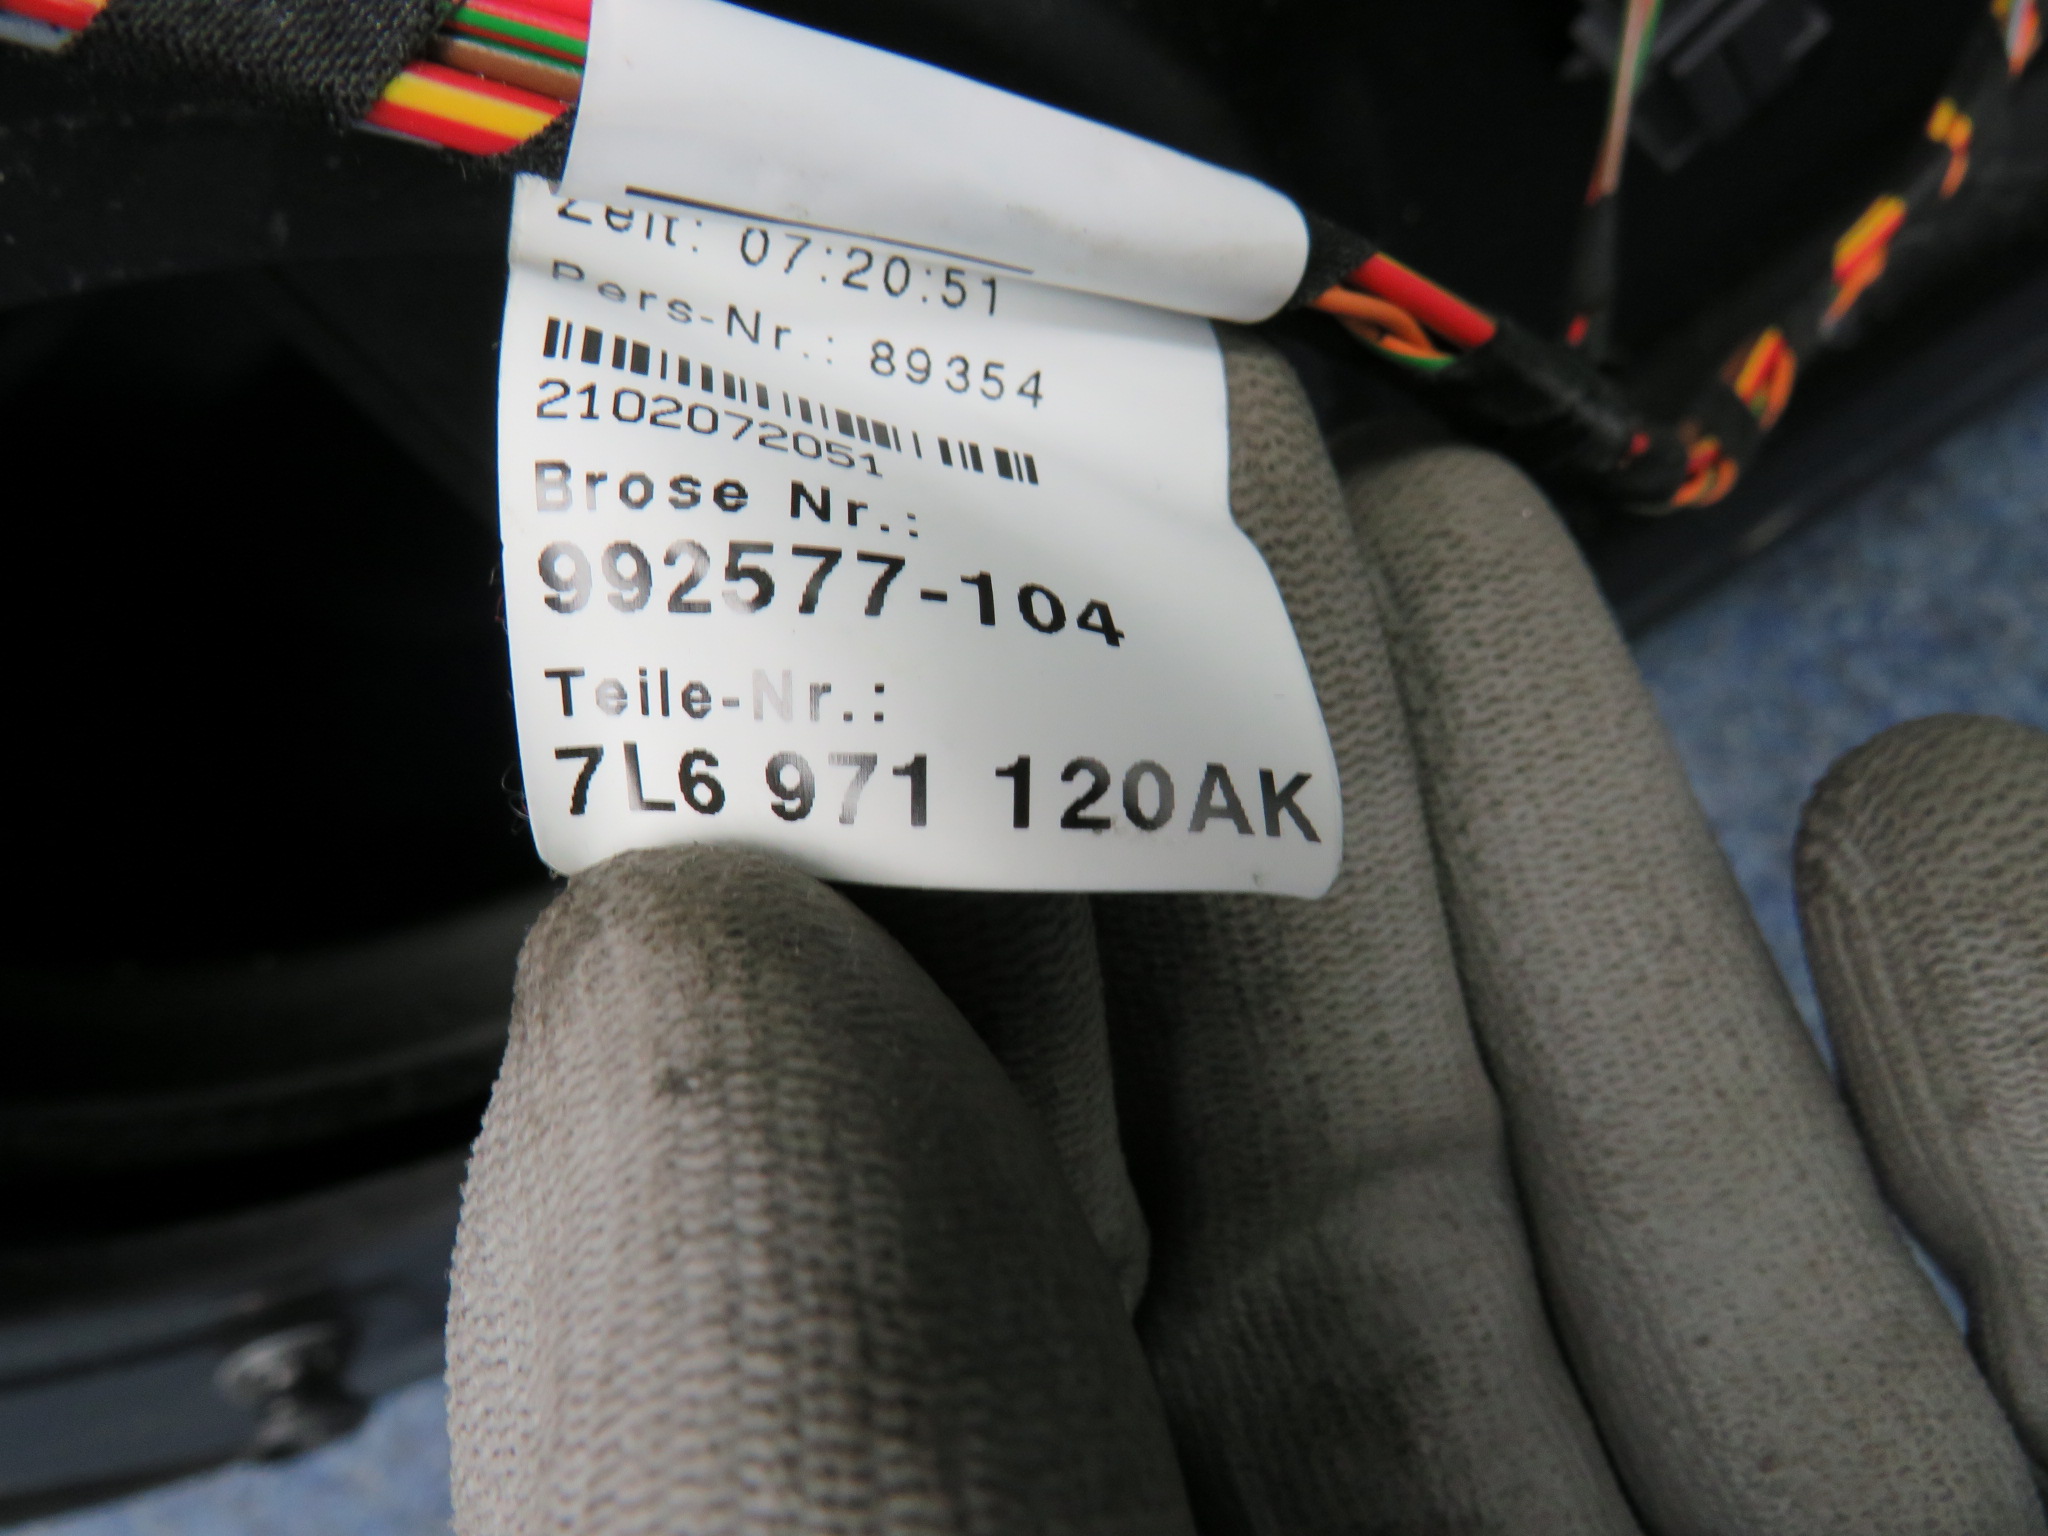 Zeit: 07:20:51
Pers-Nr.: 89354
2102072051
Brose Nr.:
992577-104
Teile-Nr.:
7L6 971 120AK